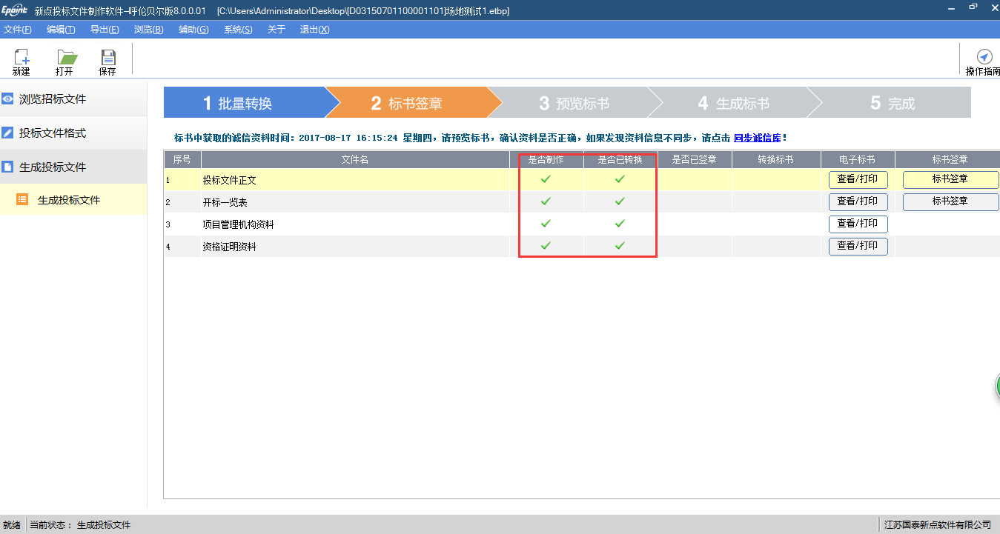 Epoint 新点投标文件制作软件-呼伦贝尔版8.0.0.01 [C:\Users\Administrator\Desktop\[D03150701100001101]场地测试1.etbp]
文件(F) 编辑(T) 导出(E) 浏览(B) 辅助(G) 系统(S) 关于 退出(X)
新建 打开 保存 操作指南
浏览招标文件
投标文件格式
生成投标文件
生成投标文件
1 批量转换 2 标书签章 3 预览标书 4 生成标书 5 完成
标书中获取的诚信资料时间：2017-08-17 16:15:24 星期四，请预览标书，确认资料是否正确，如果发现资料信息不同步，请点击 同步诚信库！
序号 文件名 是否制作 是否已转换 是否已签章 转换标书 电子标书 标书签章
1 投标文件正文 查看/打印 标书签章
2 开标一览表 查看/打印 标书签章
3 项目管理机构资料 查看/打印
4 资格证明资料 查看/打印
就绪 当前状态： 生成投标文件 江苏国泰新点软件有限公司